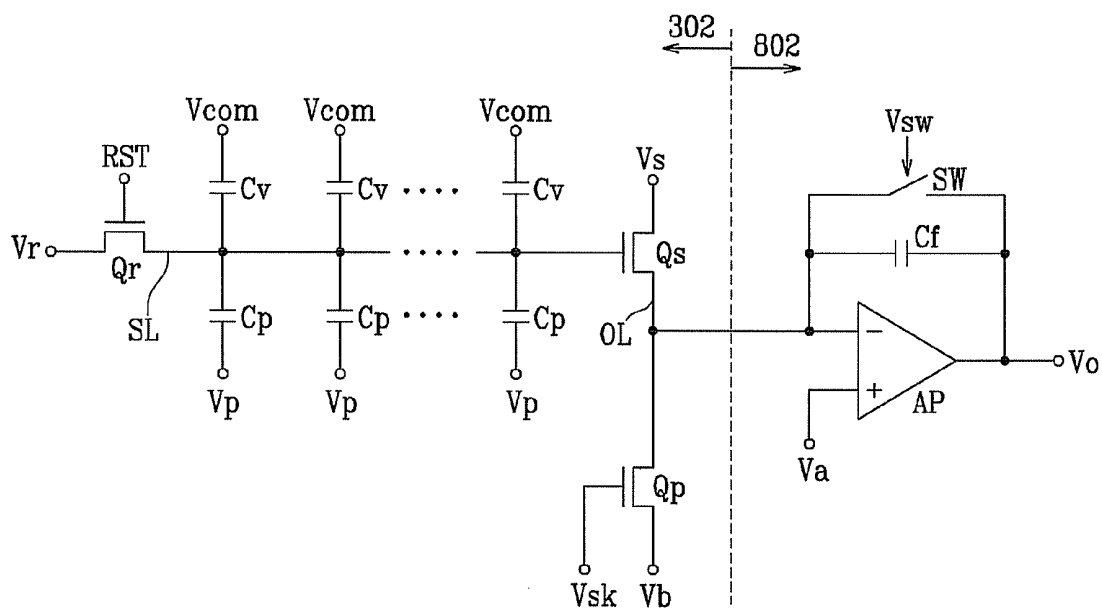 302
802
Vcom Vcom Vcom
Vsw
RST
Vs
SW
Cv Cv Cv
Cf
Vr
Qr
Qs
SL
Cp Cp Cp
OL
−
Vo
+
AP
Vp Vp Vp
Va
Qp
Vsk Vb